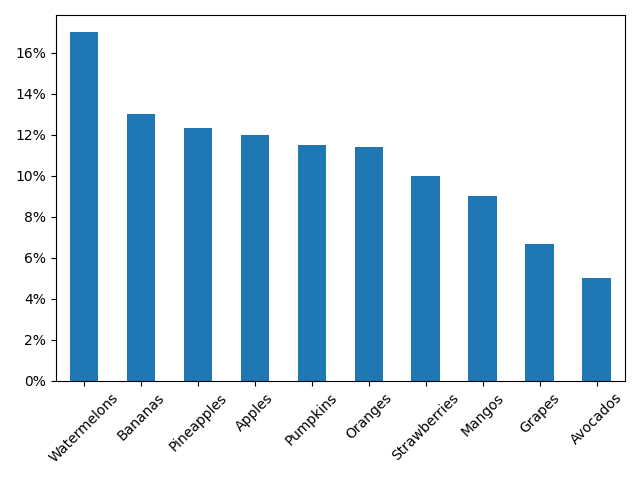 16%
14%
12%
10%
8%
6%
4%
2%
0%
Watermelons
Bananas
Pineapples
Apples
Pumpkins
Oranges
Strawberries
Mangos
Grapes
Avocados